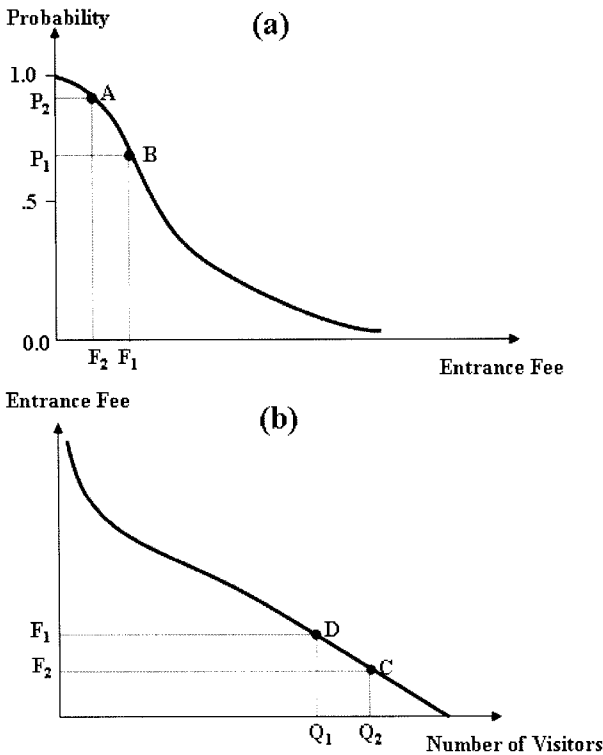 Probability
(a)
1.0
P2
A
P1
B
.5
0.0
F2 F1
Entrance Fee
Entrance Fee
(b)
F1
D
F2
C
Q1 Q2
Number of Visitors